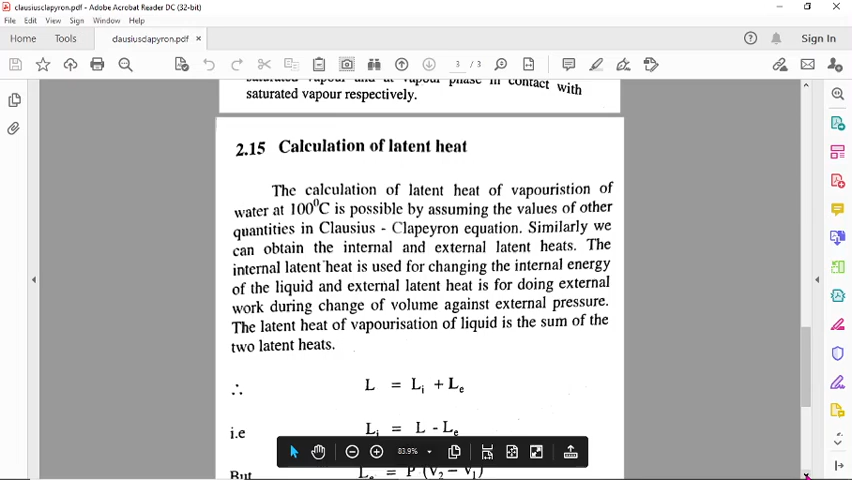 clausiusclapyron.pdf - Adobe Acrobat Reader DC (32-bit)
File Edit View Sign Window Help
Home Tools clausiusclapyron.pdf × Sign In
3 / 3
saturated vapour and at vapour phase in contact with
saturated vapour respectively.
2.15 Calculation of latent heat
The calculation of latent heat of vapouristion of
water at 100⁰C is possible by assuming the values of other
quantities in Clausius - Clapeyron equation. Similarly we
can obtain the internal and external latent heats. The
internal latent heat is used for changing the internal energy
of the liquid and external latent heat is for doing external
work during change of volume against external pressure.
The latent heat of vapourisation of liquid is the sum of the
two latent heats.
∴ L = Lᵢ + Lₑ
i.e Lᵢ = L - Lₑ
83.9%
But Lₑ = P (V₂ – V₁)